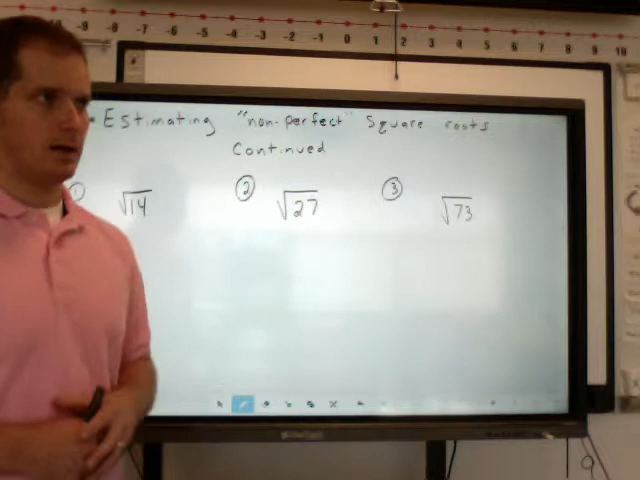 -7 -6 -5 -4 -3 -2 -1 0 1 2 3 4 5 6 7 8 9 10
Estimating "non-perfect" Square roots
Continued
① √14 ② √27 ③ √73